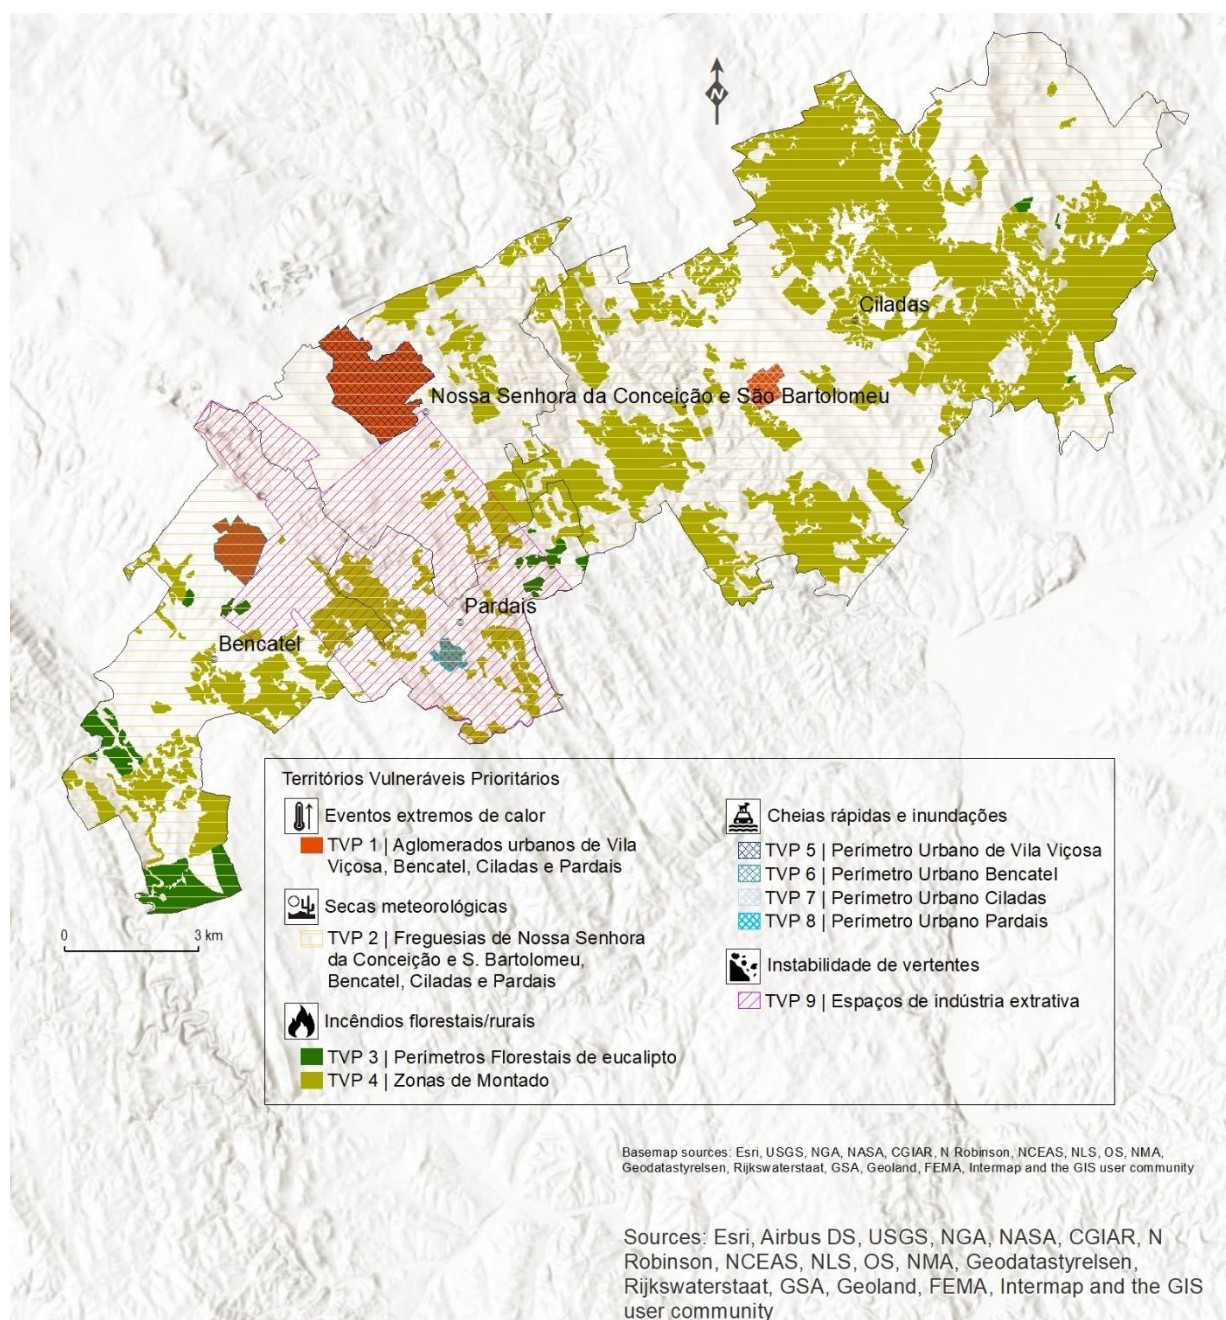 N
Ciladas
Nossa Senhora da Conceição e São Bartolomeu
Pardais
Bencatel
Territórios Vulneráveis Prioritários
Eventos extremos de calor
TVP 1 | Aglomerados urbanos de Vila
Viçosa, Bencatel, Ciladas e Pardais
Secas meteorológicas
TVP 2 | Freguesias de Nossa Senhora
da Conceição e S. Bartolomeu,
Bencatel, Ciladas e Pardais
Incêndios florestais/rurais
TVP 3 | Perímetros Florestais de eucalipto
TVP 4 | Zonas de Montado
Cheias rápidas e inundações
TVP 5 | Perímetro Urbano de Vila Viçosa
TVP 6 | Perímetro Urbano Bencatel
TVP 7 | Perímetro Urbano Ciladas
TVP 8 | Perímetro Urbano Pardais
Instabilidade de vertentes
TVP 9 | Espaços de indústria extrativa
0 3 km
Basemap sources: Esri, USGS, NGA, NASA, CGIAR, N Robinson, NCEAS, NLS, OS, NMA,
Geodatastyrelsen, Rijkswaterstaat, GSA, Geoland, FEMA, Intermap and the GIS user community
Sources: Esri, Airbus DS, USGS, NGA, NASA, CGIAR, N
Robinson, NCEAS, NLS, OS, NMA, Geodatastyrelsen,
Rijkswaterstaat, GSA, Geoland, FEMA, Intermap and the GIS
user community